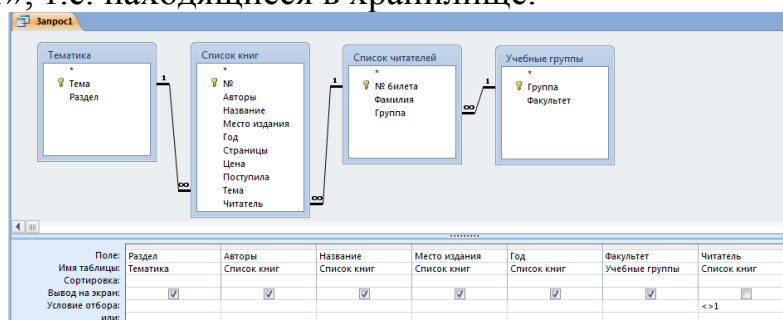 », т.е. находящиеся в хранилище.
Запрос1
Тематика
*
Тема
Раздел
Список книг
*
№
Авторы
Название
Место издания
Год
Страницы
Цена
Поступила
Тема
Читатель
Список читателей
*
№ билета
Фамилия
Группа
Учебные группы
*
Группа
Факультет
1 ∞
1 ∞
1 ∞
Поле: Раздел Авторы Название Место издания Год Факультет Читатель
Имя таблицы: Тематика Список книг Список книг Список книг Список книг Учебные группы Список книг
Сортировка:
Вывод на экран:
Условие отбора: <>1
или: